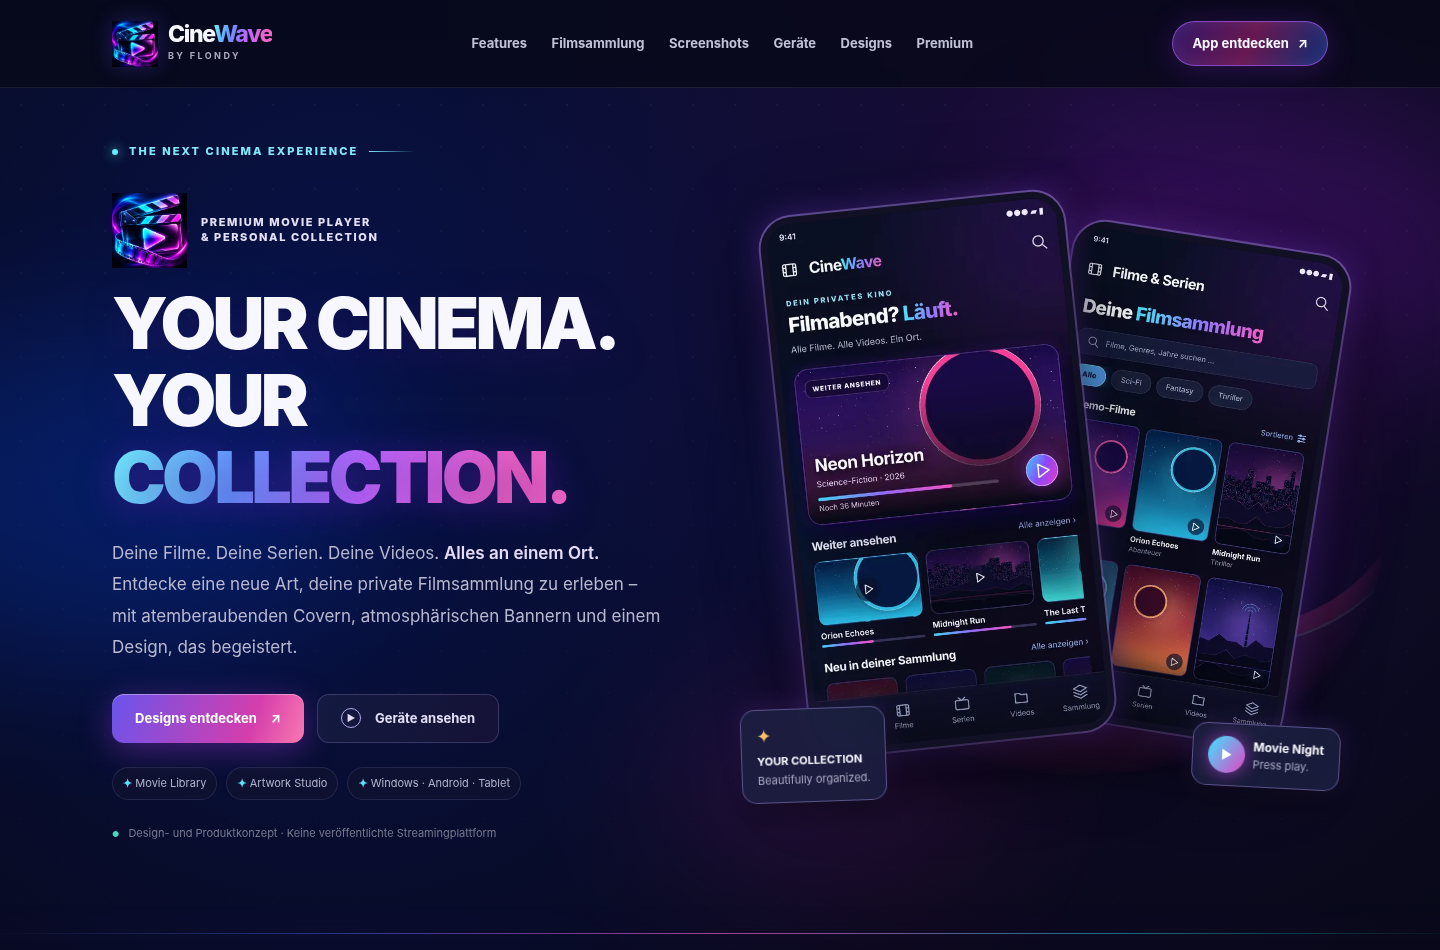 CineWave
BY FLONDY
Features
Filmsammlung
Screenshots
Geräte
Designs
Premium
App entdecken
THE NEXT CINEMA EXPERIENCE
PREMIUM MOVIE PLAYER
& PERSONAL COLLECTION
YOUR CINEMA.
YOUR
COLLECTION.
Deine Filme. Deine Serien. Deine Videos. Alles an einem Ort.
Entdecke eine neue Art, deine private Filmsammlung zu erleben –
mit atemberaubenden Covern, atmosphärischen Bannern und einem
Design, das begeistert.
Designs entdecken
Geräte ansehen
Movie Library
Artwork Studio
Windows · Android · Tablet
Design- und Produktkonzept · Keine veröffentlichte Streamingplattform
9:41
CineWave
DEIN PRIVATES KINO
Filmabend? Läuft.
Alle Filme. Alle Videos. Ein Ort.
WEITER ANSEHEN
Neon Horizon
Science-Fiction · 2026
Noch 36 Minuten
Weiter ansehen
Alle anzeigen ›
Orion Echoes
Midnight Run
The Last T
Neu in deiner Sammlung
Alle anzeigen ›
Filme
Serien
Videos
Sammlung
YOUR COLLECTION
Beautifully organized.
9:41
Filme & Serien
Deine Filmsammlung
Filme, Genres, Jahre suchen ...
Alle
Sci-Fi
Fantasy
Thriller
emo-Filme
Sortieren
Orion Echoes
Abenteuer
Midnight Run
Thriller
Serien
Videos
Sammlung
Movie Night
Press play.